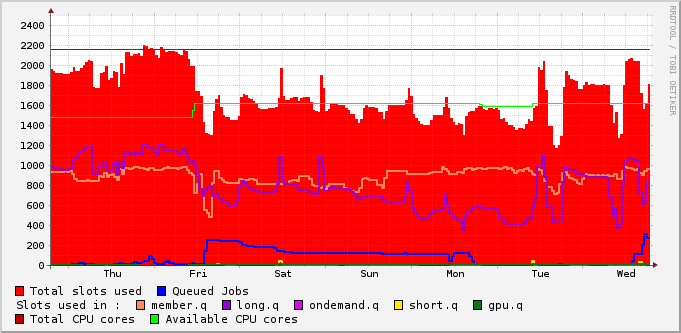 2200
2000
1800
1600
1400
1200
1000
800
600
400
200
0
Thu Fri Sat Sun Mon Tue Wed
RRDTOOL / TOBI OETIKER
Total slots used Queued Jobs
Slots used in : member.q long.q ondemand.q short.q gpu.q
Total CPU cores Available CPU cores